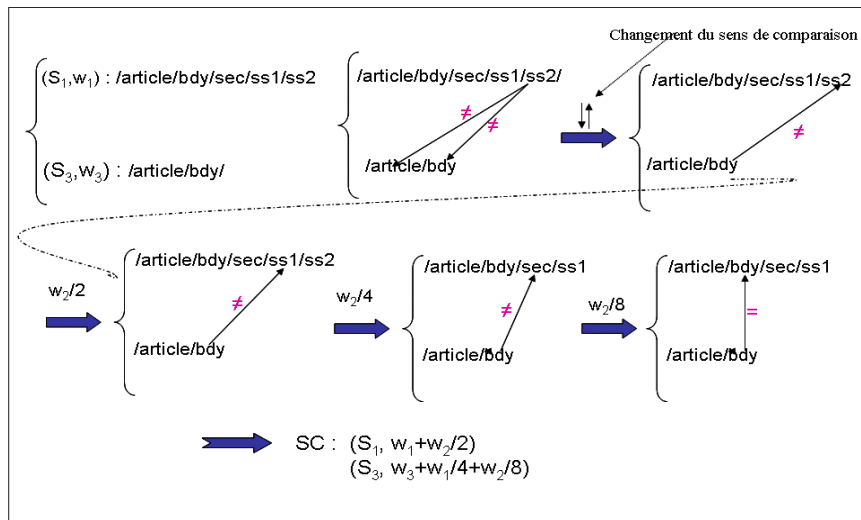 Changement du sens de comparaison
(S₁,w₁) : /article/bdy/sec/ss1/ss2
(S₃,w₃) : /article/bdy/
/article/bdy/sec/ss1/ss2/
≠
≠
/article/bdy
/article/bdy/sec/ss1/ss2
≠
/article/bdy
w₂/2
/article/bdy/sec/ss1/ss2
≠
/article/bdy
w₂/4
/article/bdy/sec/ss1
≠
/article/bdy
w₂/8
/article/bdy/sec/ss1
=
/article/bdy
SC : (S₁, w₁+w₂/2)
(S₃, w₃+w₁/4+w₂/8)